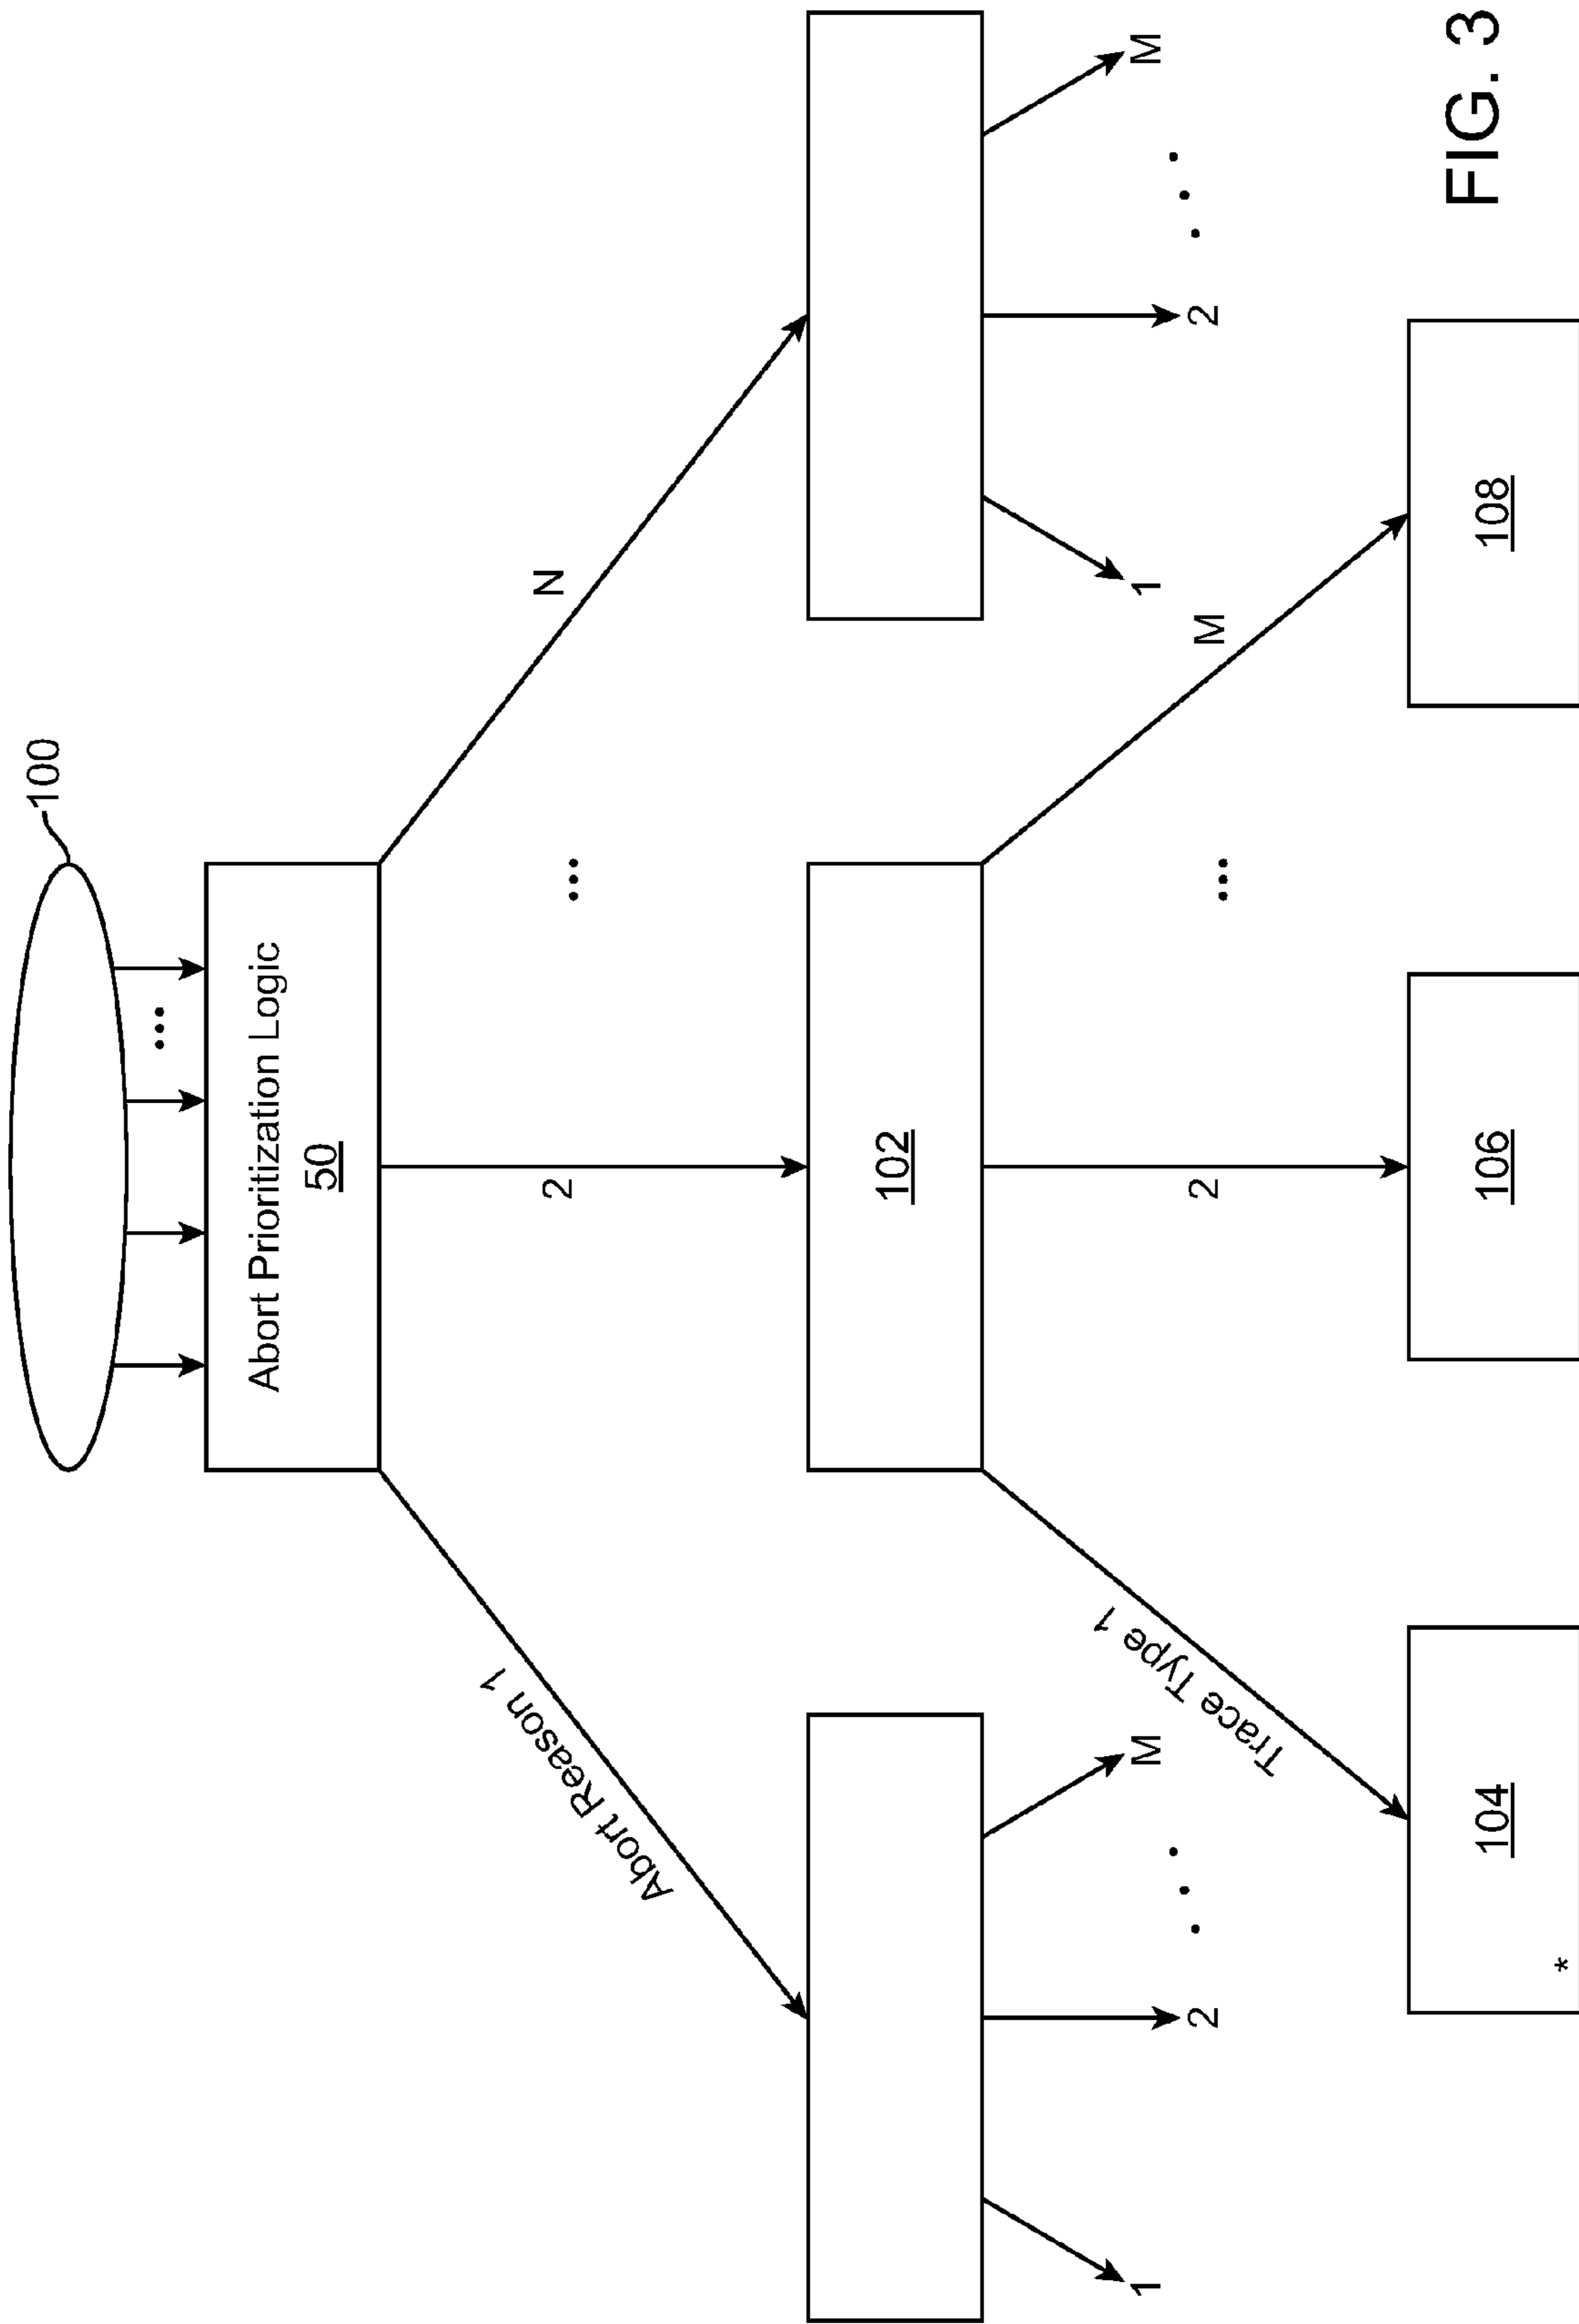 100
...
Abort Prioritization Logic
50
Abort Reason 1
2
...
N
102
1
2
M
1
2
M
Trace Type 1
2
...
M
104
*
106
108
FIG. 3